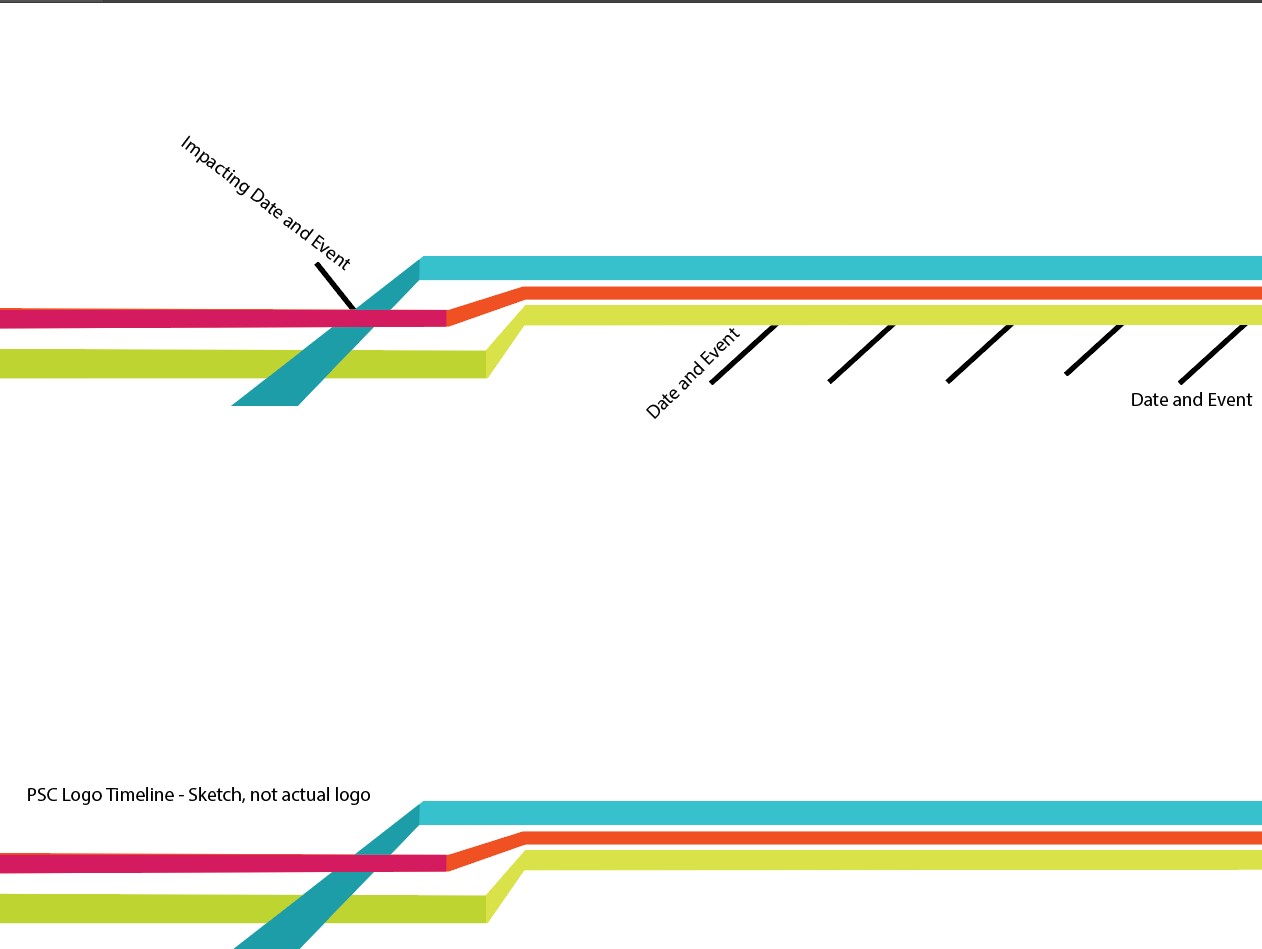 Impacting Date and Event
Date and Event
Date and Event
PSC Logo Timeline - Sketch, not actual logo